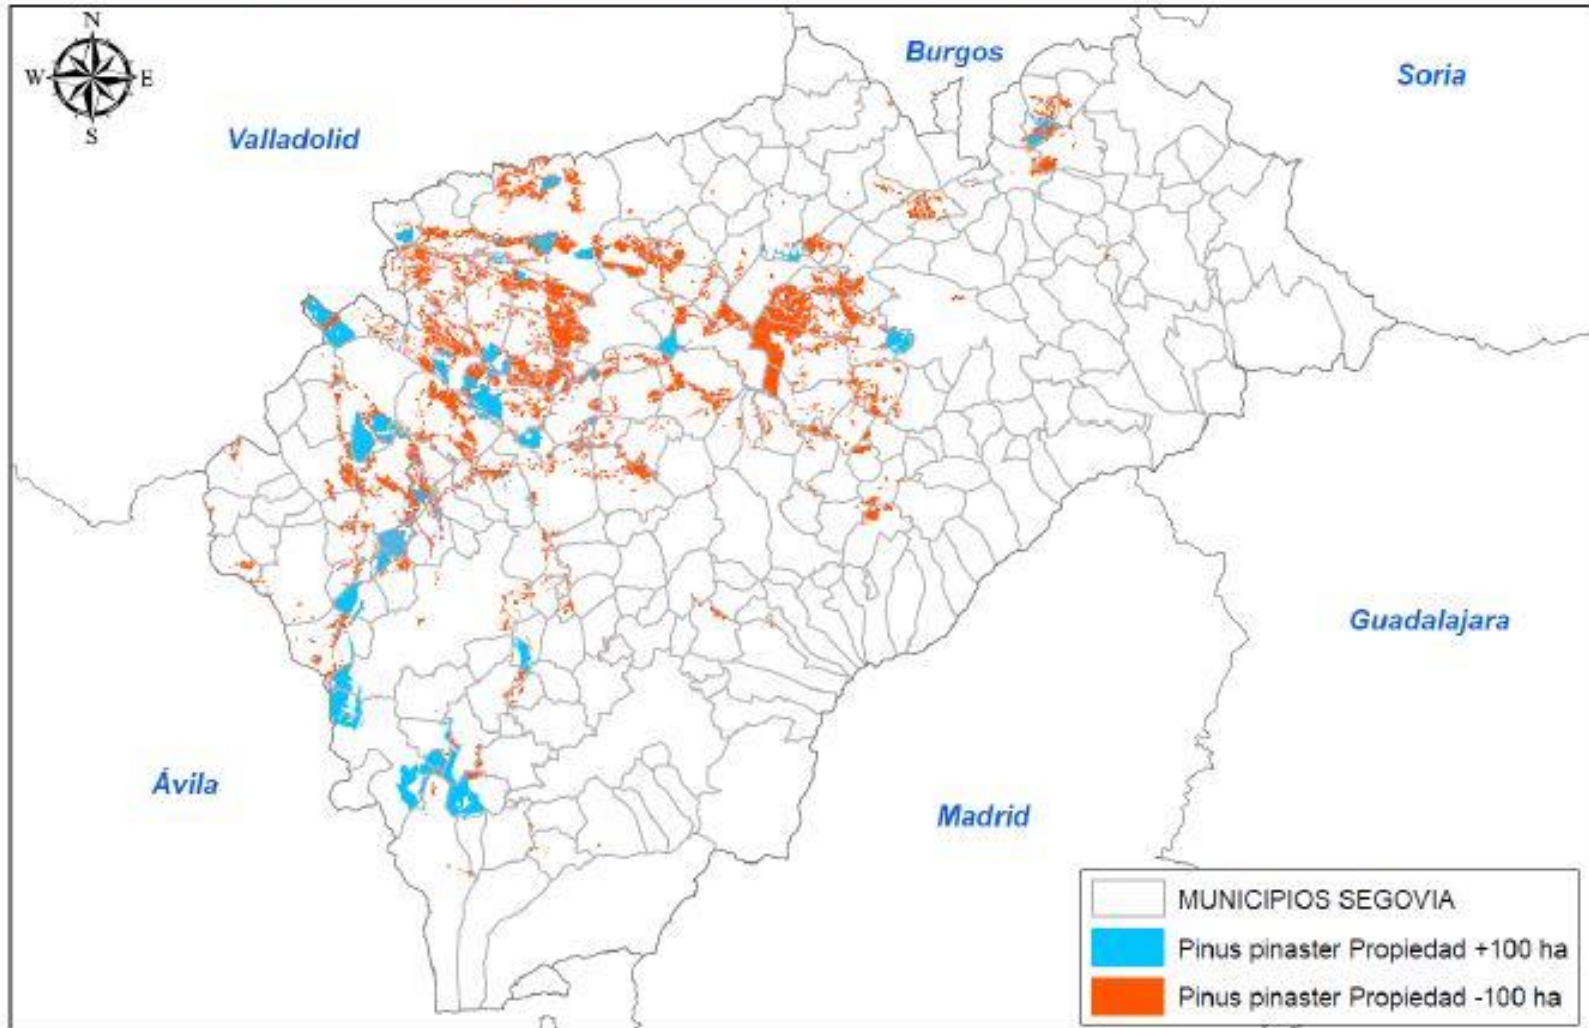 N
W E
S
Burgos
Soria
Valladolid
Guadalajara
Ávila
Madrid
MUNICIPIOS SEGOVIA
Pinus pinaster Propiedad +100 ha
Pinus pinaster Propiedad -100 ha